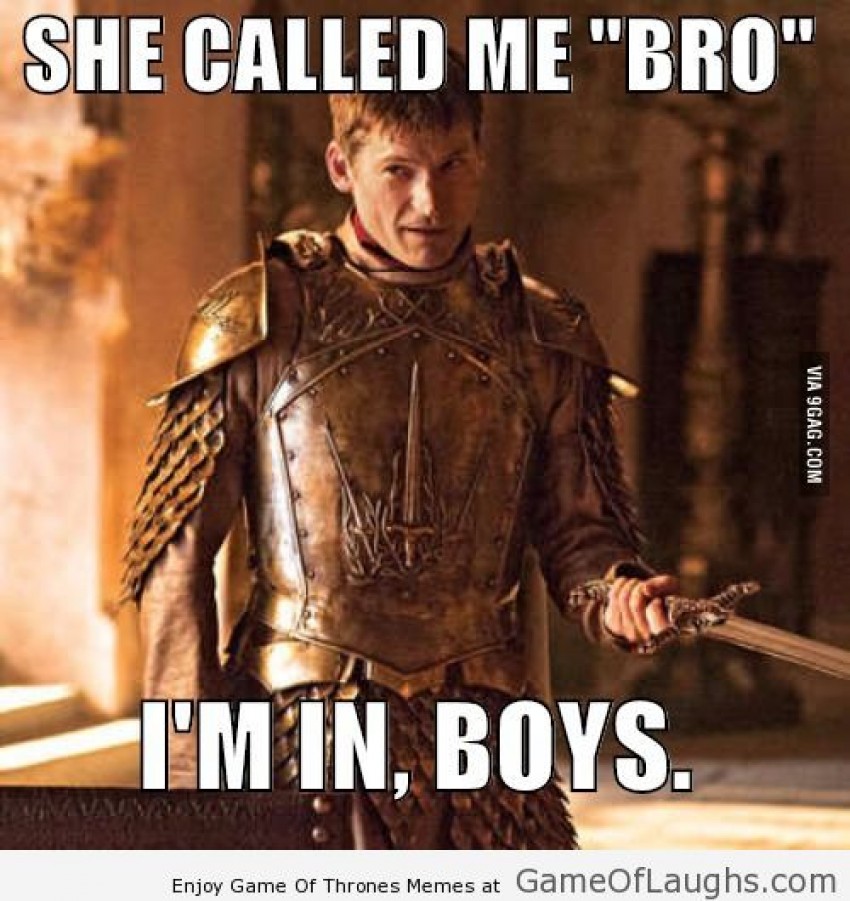 SHE CALLED ME "BRO"
VIA 9GAG.COM
I'M IN, BOYS.
Enjoy Game Of Thrones Memes at GameOfLaughs.com